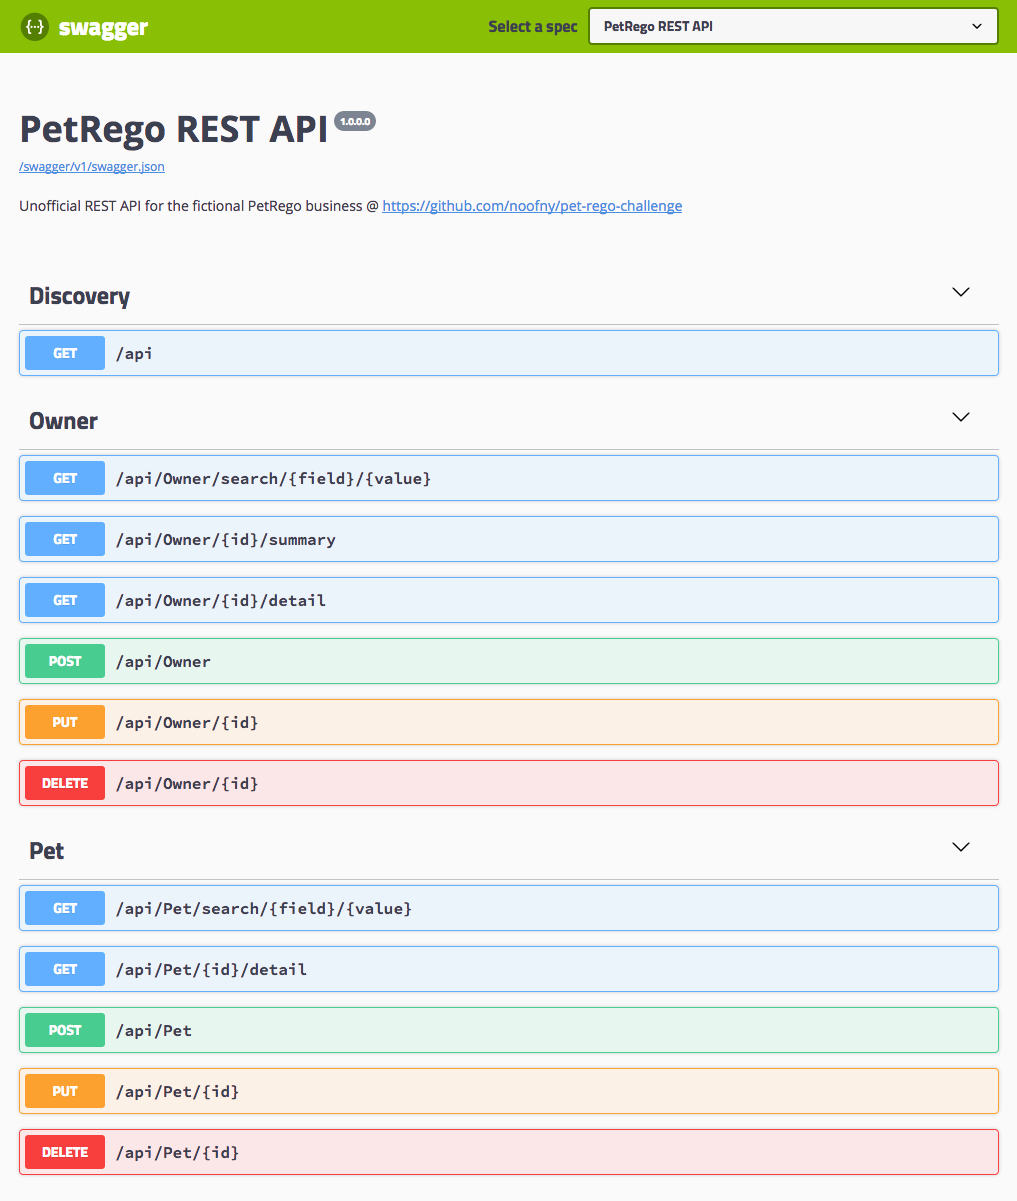 {··} swagger Select a spec PetRego REST API
PetRego REST API 1.0.0.0
/swagger/v1/swagger.json
Unofficial REST API for the fictional PetRego business @ https://github.com/noofny/pet-rego-challenge
Discovery
GET /api
Owner
GET /api/Owner/search/{field}/{value}
GET /api/Owner/{id}/summary
GET /api/Owner/{id}/detail
POST /api/Owner
PUT /api/Owner/{id}
DELETE /api/Owner/{id}
Pet
GET /api/Pet/search/{field}/{value}
GET /api/Pet/{id}/detail
POST /api/Pet
PUT /api/Pet/{id}
DELETE /api/Pet/{id}